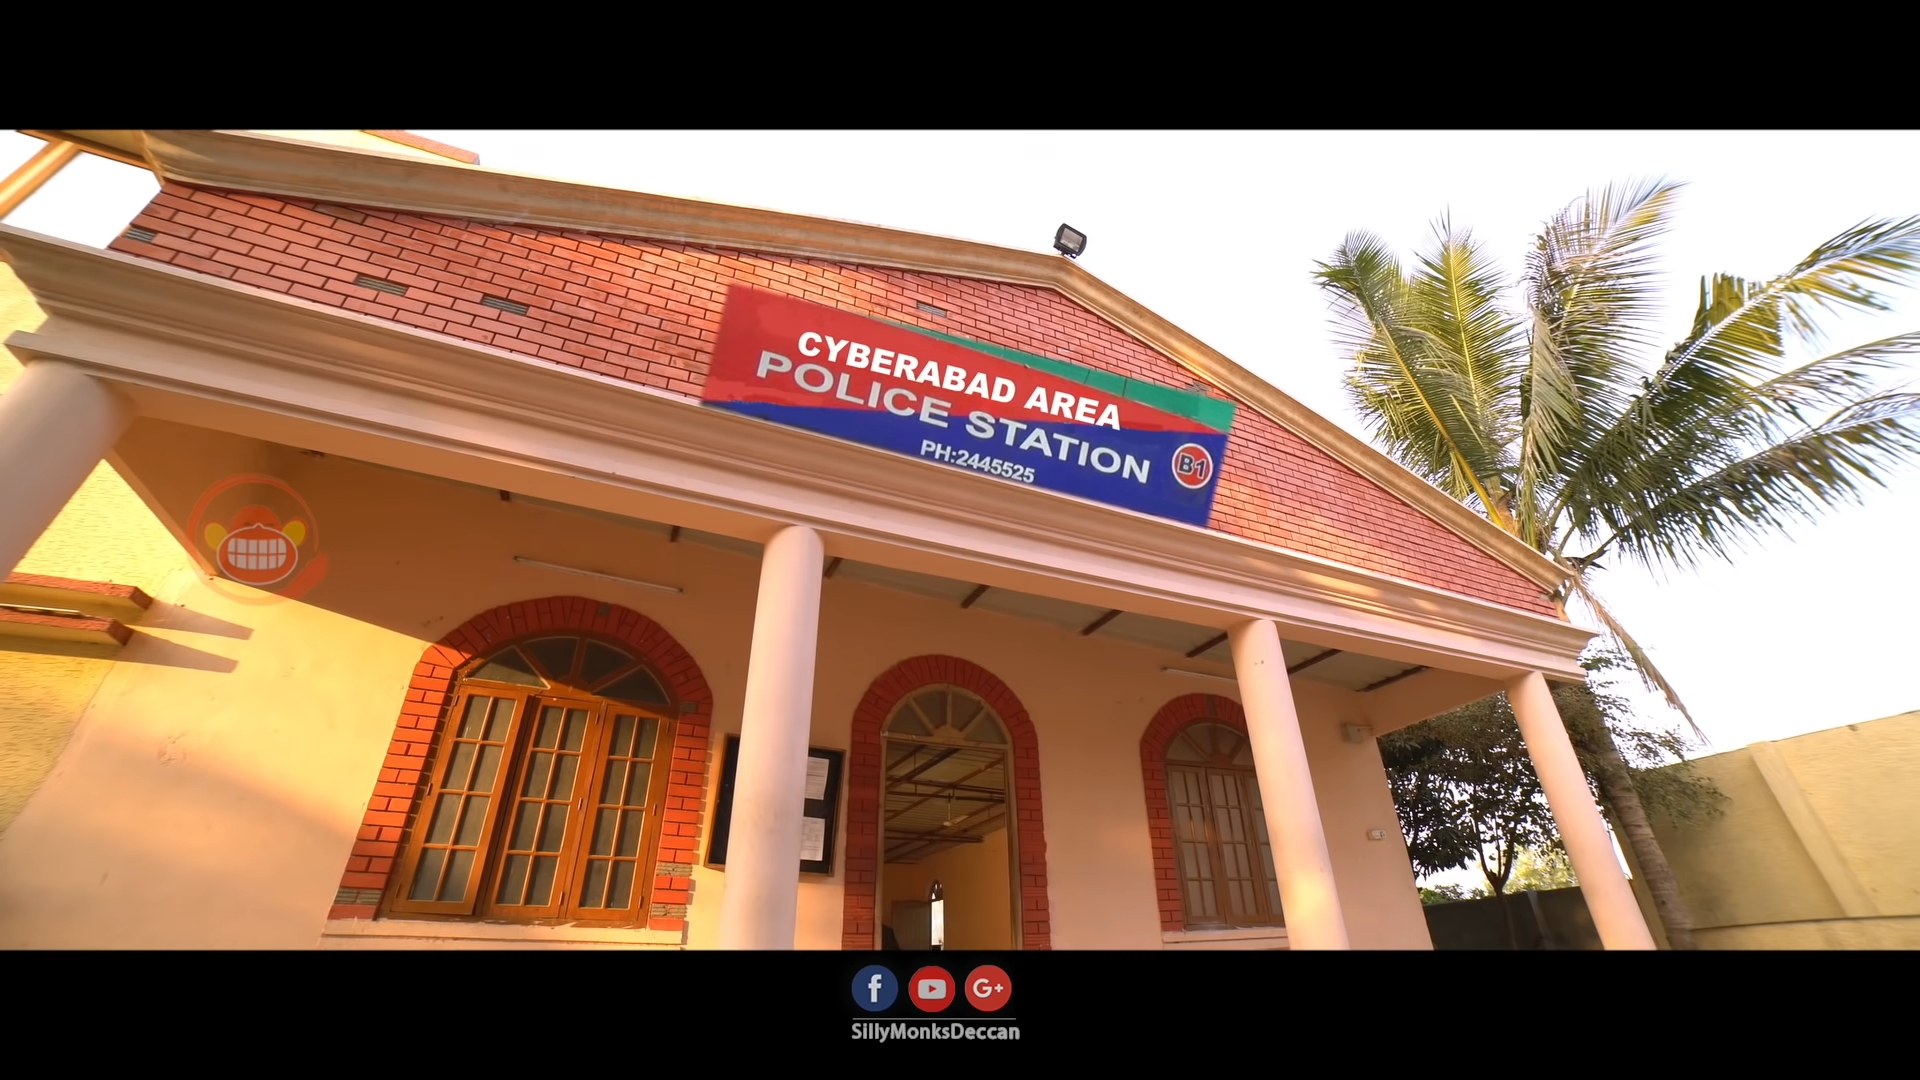 CYBERABAD AREA
POLICE STATION
PH:2445525
B1
f
G+
SillyMonksDeccan